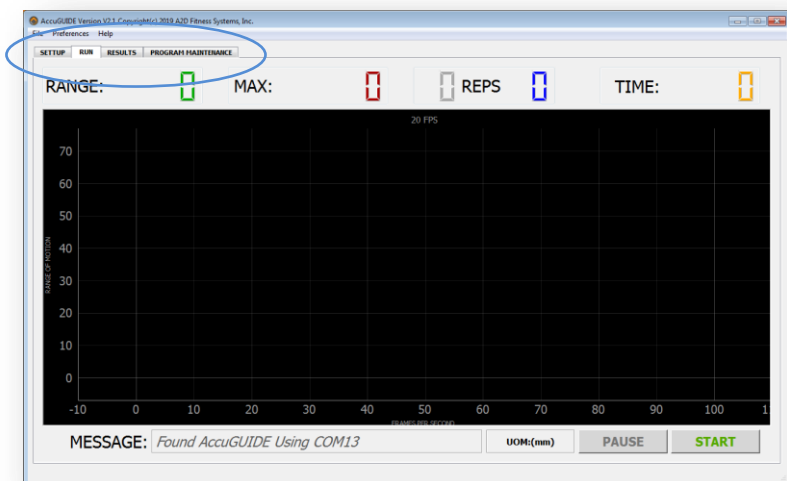 AccuGUIDE Version V2.1 Copyright(c) 2019 A2D Fitness Systems, Inc.
File Preferences Help
SETTUP RUN RESULTS PROGRAM MAINTENANCE
RANGE: 0 MAX: 0 0 REPS 0 TIME: 0
20 FPS
70
60
50
40
30
20
10
0
RANGE OF MOTION
-10 0 10 20 30 40 50 60 70 80 90 100 1
FRAMES PER SECOND
MESSAGE: Found AccuGUIDE Using COM13 UOM:(mm) PAUSE START